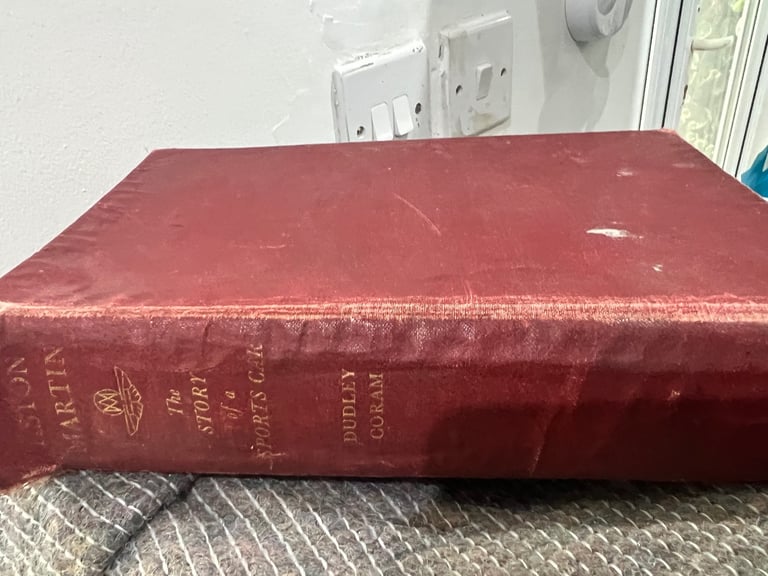 ASTON
MARTIN
The
STORY
of a
SPORTS CAR
DUDLEY
CORAM